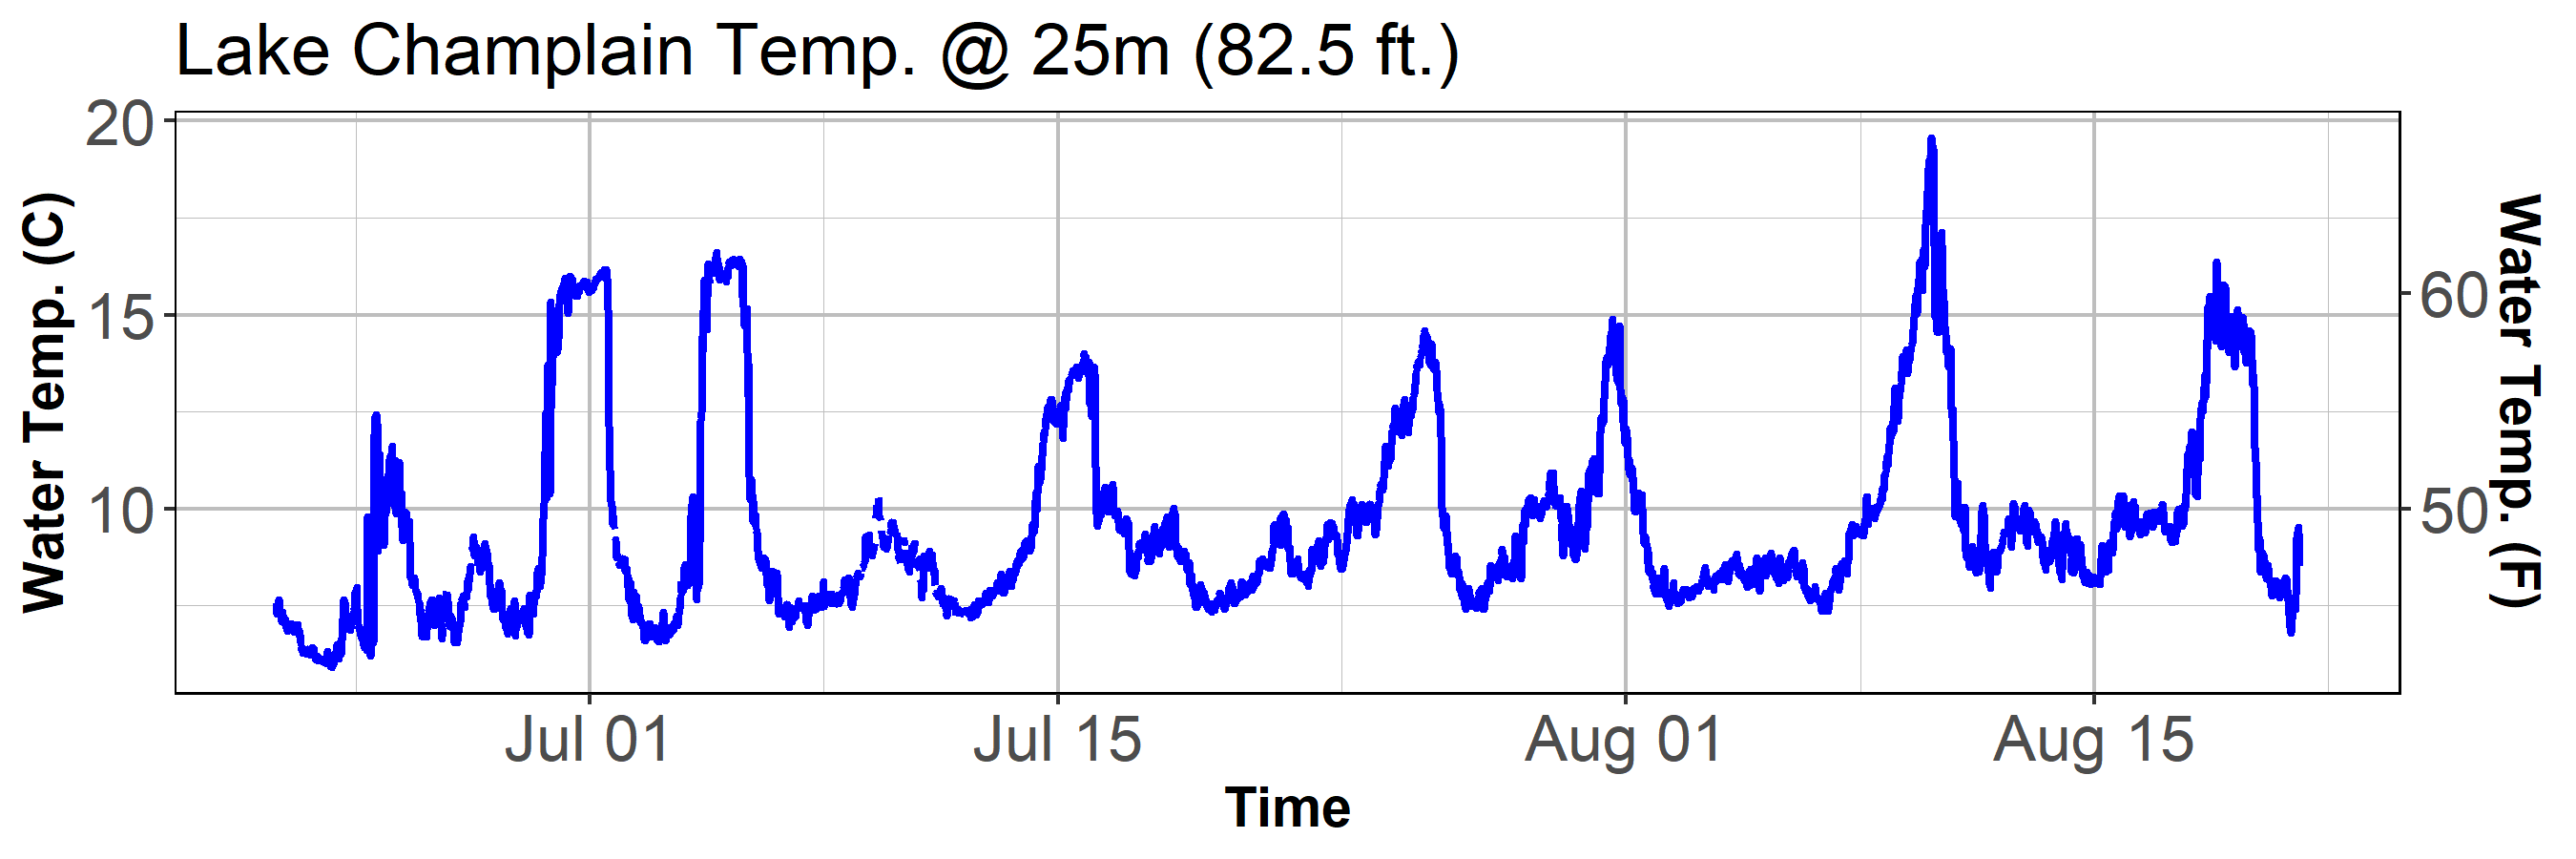 Lake Champlain Temp. @ 25m (82.5 ft.)
20
15
10
Water Temp. (C)
60
50
Water Temp. (F)
Jul 01
Jul 15
Aug 01
Aug 15
Time